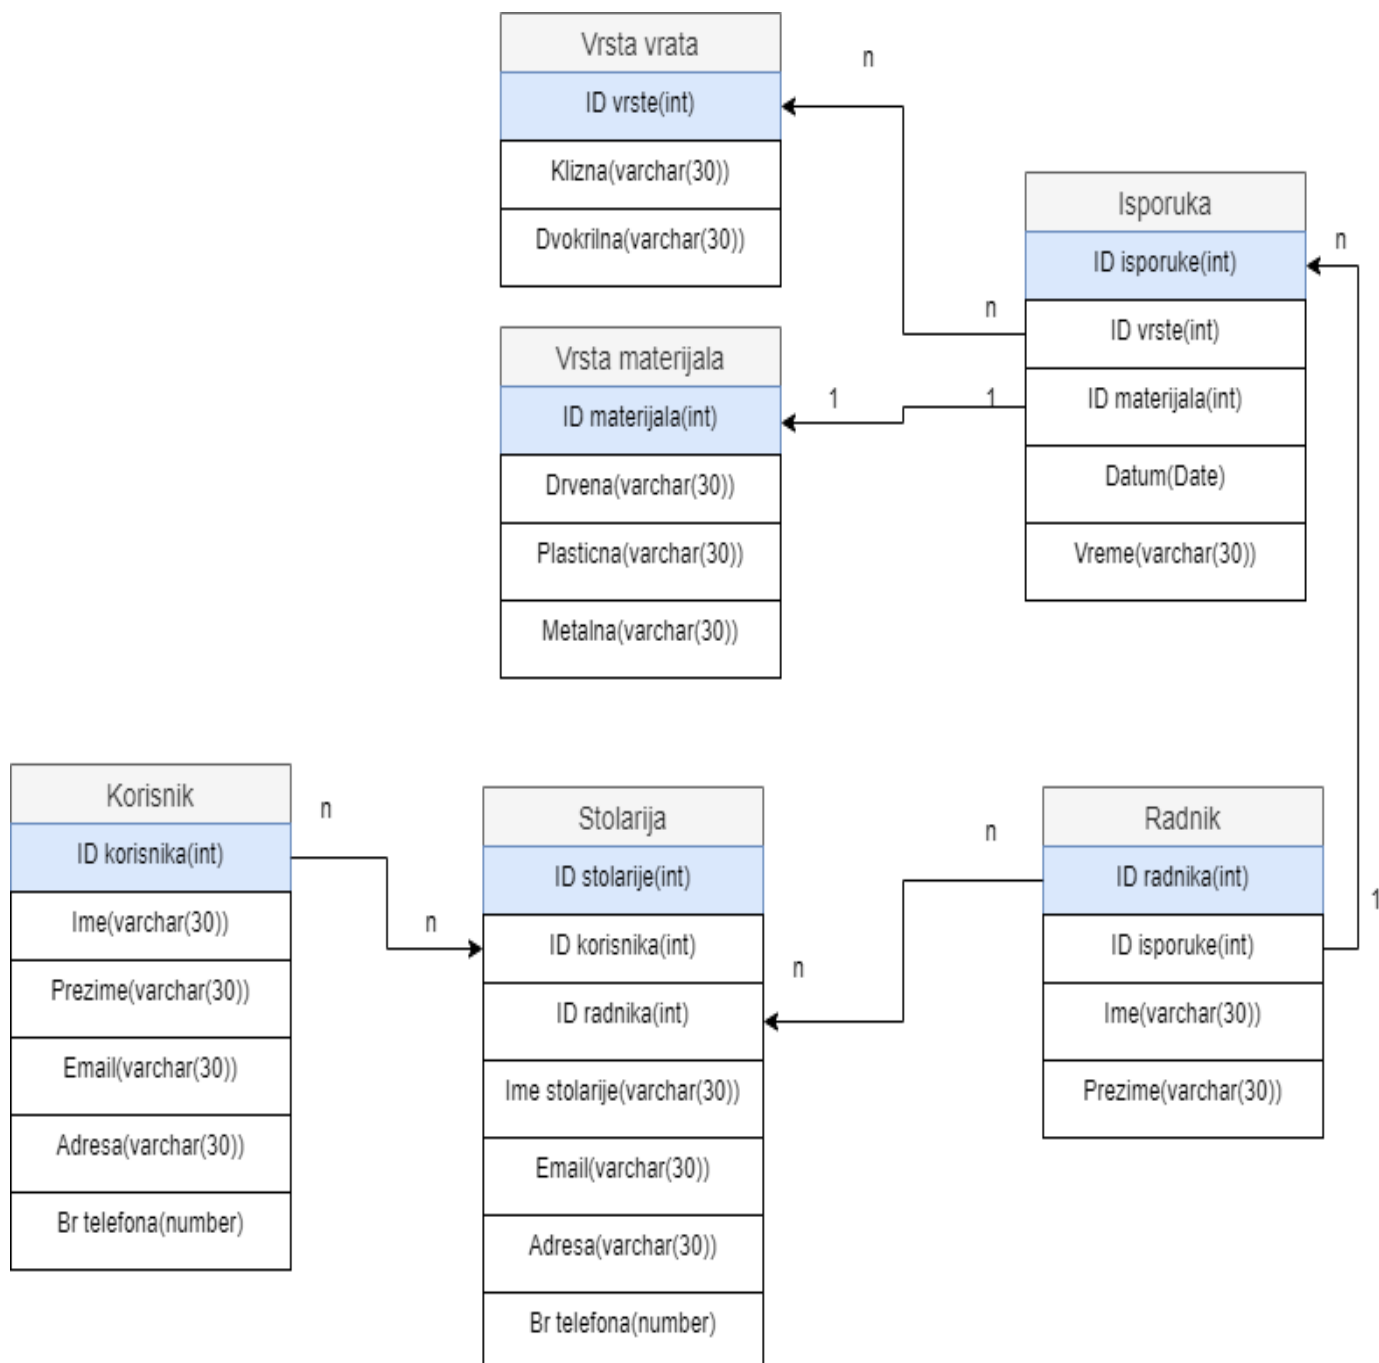 Vrsta vrata
ID vrste(int)
Klizna(varchar(30))
Dvokrilna(varchar(30))
n
n
Vrsta materijala
ID materijala(int)
Drvena(varchar(30))
Plasticna(varchar(30))
Metalna(varchar(30))
1
1
Isporuka
ID isporuke(int)
ID vrste(int)
ID materijala(int)
Datum(Date)
Vreme(varchar(30))
n
1
Korisnik
ID korisnika(int)
Ime(varchar(30))
Prezime(varchar(30))
Email(varchar(30))
Adresa(varchar(30))
Br telefona(number)
n
n
Stolarija
ID stolarije(int)
ID korisnika(int)
ID radnika(int)
Ime stolarije(varchar(30))
Email(varchar(30))
Adresa(varchar(30))
Br telefona(number)
n
n
Radnik
ID radnika(int)
ID isporuke(int)
Ime(varchar(30))
Prezime(varchar(30))